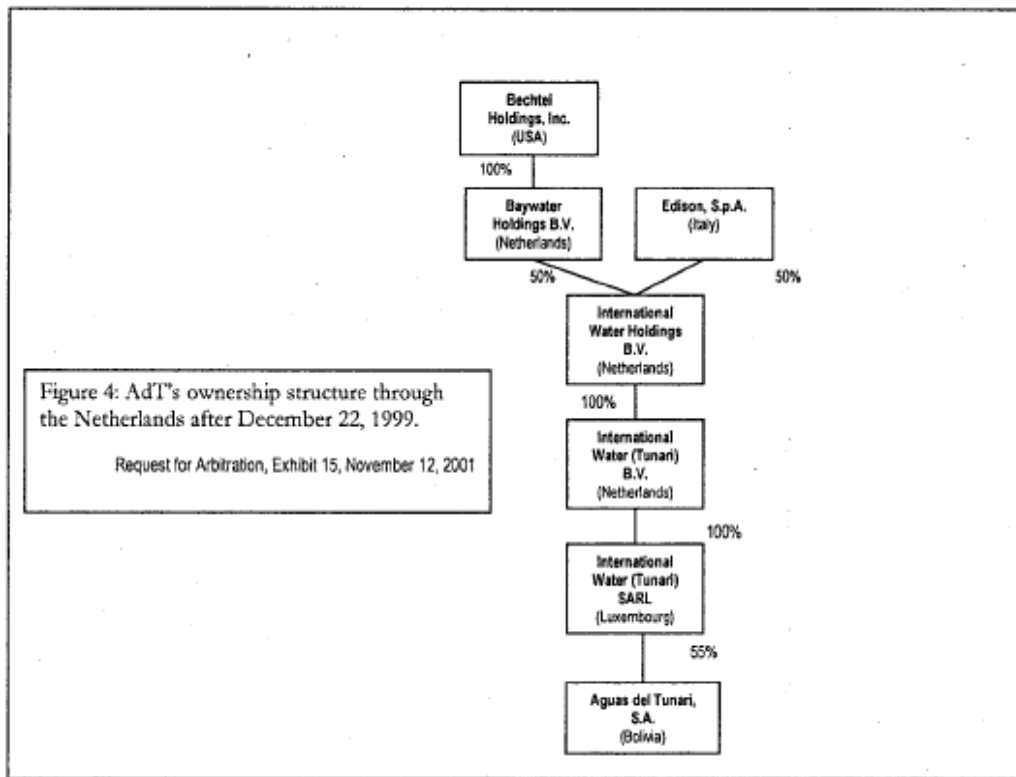 Bechtel
Holdings, Inc.
(USA)
100%
Baywater
Holdings B.V.
(Netherlands)
Edison, S.p.A.
(Italy)
50%
50%
International
Water Holdings
B.V.
(Netherlands)
Figure 4: AdT's ownership structure through
the Netherlands after December 22, 1999.
Request for Arbitration, Exhibit 15, November 12, 2001
100%
International
Water (Tunari)
B.V.
(Netherlands)
100%
International
Water (Tunari)
SARL
(Luxembourg)
55%
Aguas del Tunari,
S.A.
(Bolivia)